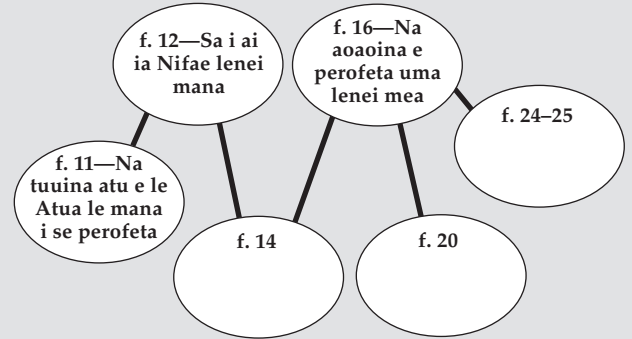 f. 12—Sa i ai
ia Nifae lenei
mana
f. 16—Na
aoaoina e
perofeta uma
lenei mea
f. 24–25
f. 11—Na
tuuina atu e le
Atua le mana
i se perofeta
f. 14
f. 20